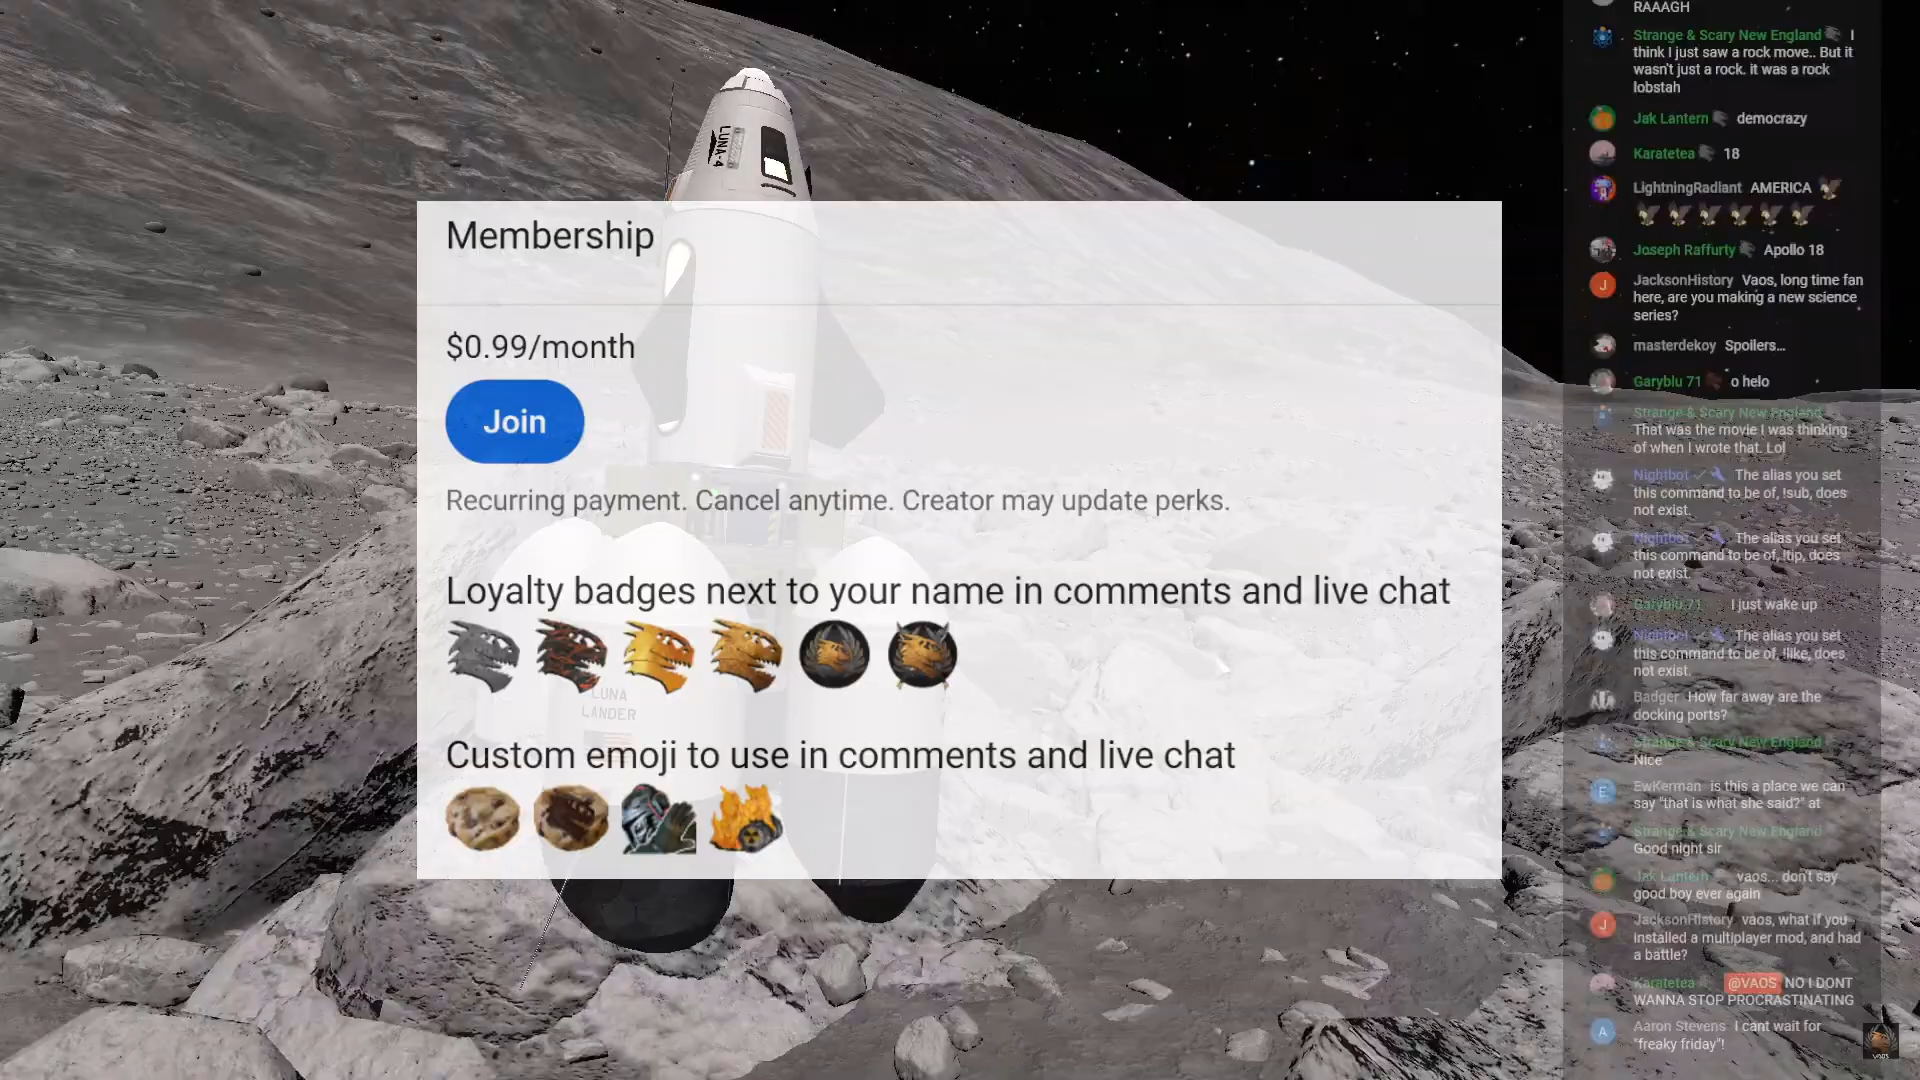 LUNA-4
Membership
$0.99/month
Join
Recurring payment. Cancel anytime. Creator may update perks.
Loyalty badges next to your name in comments and live chat
LUNA
LANDER
Custom emoji to use in comments and live chat
RAAAGH
Strange & Scary New England I
think I just saw a rock move.. But it
wasn't just a rock. it was a rock
lobstah
Jak Lantern democrazy
Karatetea 18
LightningRadiant AMERICA
Joseph Raffurty Apollo 18
JacksonHistory Vaos, long time fan
here, are you making a new science
series?
masterdekoy Spoilers...
Garyblu 71 o helo
Strange & Scary New England
That was the movie I was thinking
of when I wrote that. Lol
Nightbot The alias you set
this command to be of, !sub, does
not exist.
Nightbot The alias you set
this command to be of, !tip, does
not exist.
Garyblu 71 I just wake up
Nightbot The alias you set
this command to be of, !like, does
not exist.
Badger How far away are the
docking ports?
Strange & Scary New England
Nice
E EwKerman is this a place we can
say "that is what she said?" at
Strange & Scary New England
Good night sir
Jak Lantern vaos... don't say
good boy ever again
J JacksonHistory vaos, what if you
installed a multiplayer mod, and had
a battle?
Karatetea @VAOS NO I DONT
WANNA STOP PROCRASTINATING
A Aaron Stevens I cant wait for
"freaky friday"!
VAOS